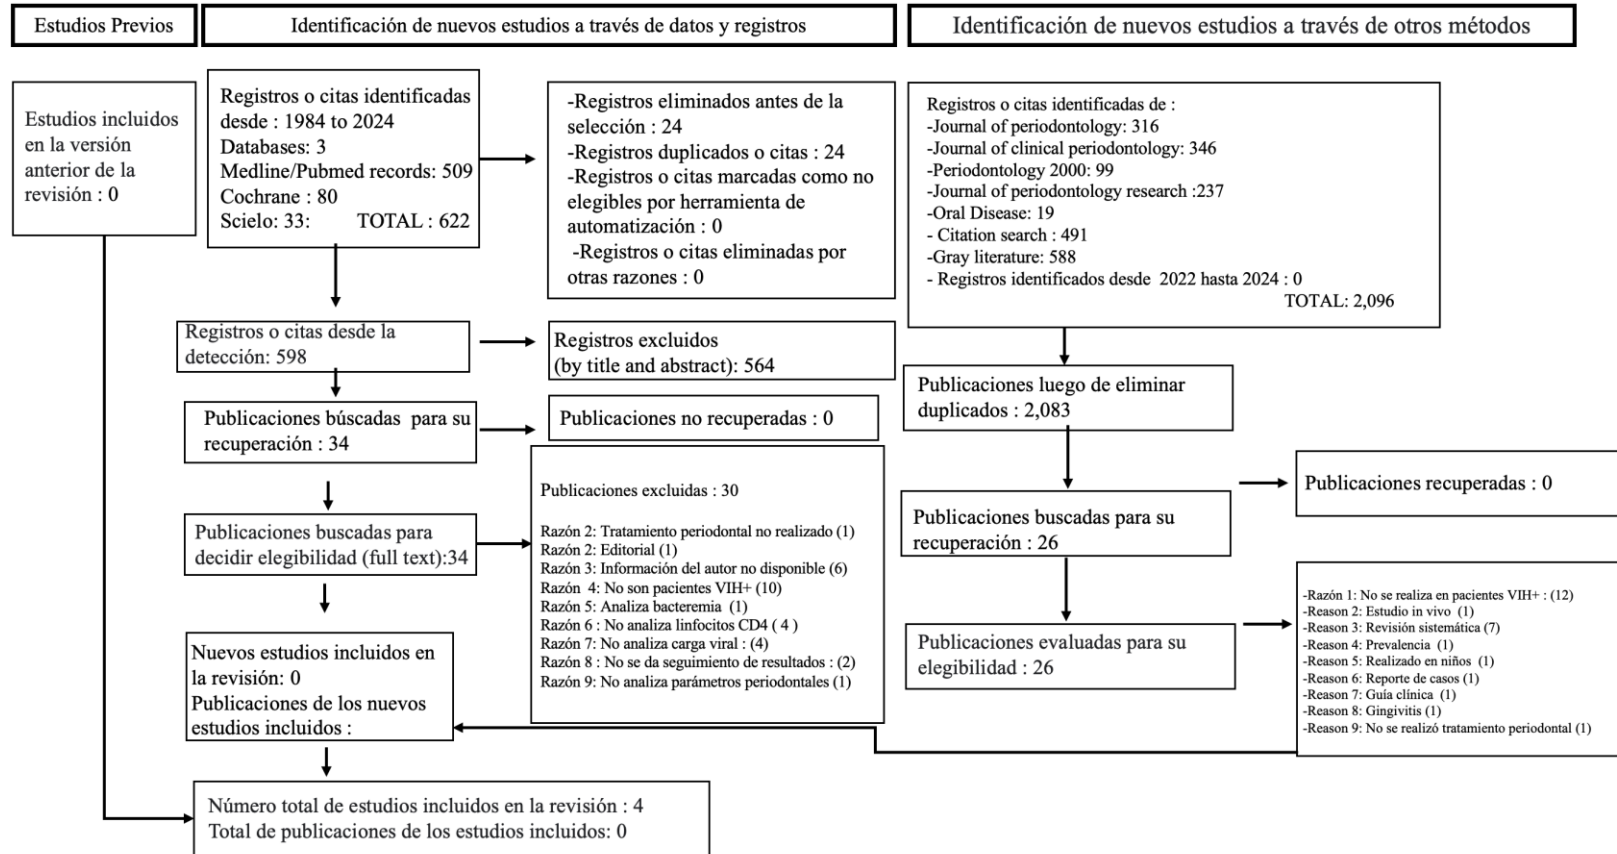 Estudios Previos
Identificación de nuevos estudios a través de datos y registros
Identificación de nuevos estudios a través de otros métodos
Estudios incluidos
en la versión
anterior de la
revisión : 0
Registros o citas identificadas
desde : 1984 to 2024
Databases: 3
Medline/Pubmed records: 509
Cochrane : 80
Scielo: 33: TOTAL : 622
-Registros eliminados antes de la
selección : 24
-Registros duplicados o citas : 24
-Registros o citas marcadas como no
elegibles por herramienta de
automatización : 0
-Registros o citas eliminadas por
otras razones : 0
Registros o citas identificadas de :
-Journal of periodontology: 316
-Journal of clinical periodontology: 346
-Periodontology 2000: 99
-Journal of periodontology research :237
-Oral Disease: 19
- Citation search : 491
-Gray literature: 588
- Registros identificados desde 2022 hasta 2024 : 0
TOTAL: 2,096
Registros o citas desde la
detección: 598
Registros excluidos
(by title and abstract): 564
Publicaciones luego de eliminar
duplicados : 2,083
Publicaciones búscadas para su
recuperación : 34
Publicaciones no recuperadas : 0
Publicaciones buscadas para su
recuperación : 26
Publicaciones recuperadas : 0
Publicaciones buscadas para
decidir elegibilidad (full text):34
Publicaciones excluidas : 30
Razón 2: Tratamiento periodontal no realizado (1)
Razón 2: Editorial (1)
Razón 3: Información del autor no disponible (6)
Razón 4: No son pacientes VIH+ (10)
Razón 5: Analiza bacteremia (1)
Razón 6 : No analiza linfocitos CD4 ( 4 )
Razón 7: No analiza carga viral : (4)
Razón 8 : No se da seguimiento de resultados : (2)
Razón 9: No analiza parámetros periodontales (1)
Publicaciones evaluadas para su
elegibilidad : 26
-Razón 1: No se realiza en pacientes VIH+ : (12)
-Reason 2: Estudio in vivo (1)
-Reason 3: Revisión sistemática (7)
-Reason 4: Prevalencia (1)
-Reason 5: Realizado en niños (1)
-Reason 6: Reporte de casos (1)
-Reason 7: Guía clínica (1)
-Reason 8: Gingivitis (1)
-Reason 9: No se realizó tratamiento periodontal (1)
Nuevos estudios incluidos en
la revisión: 0
Publicaciones de los nuevos
estudios incluidos :
Número total de estudios incluidos en la revisión : 4
Total de publicaciones de los estudios incluidos: 0